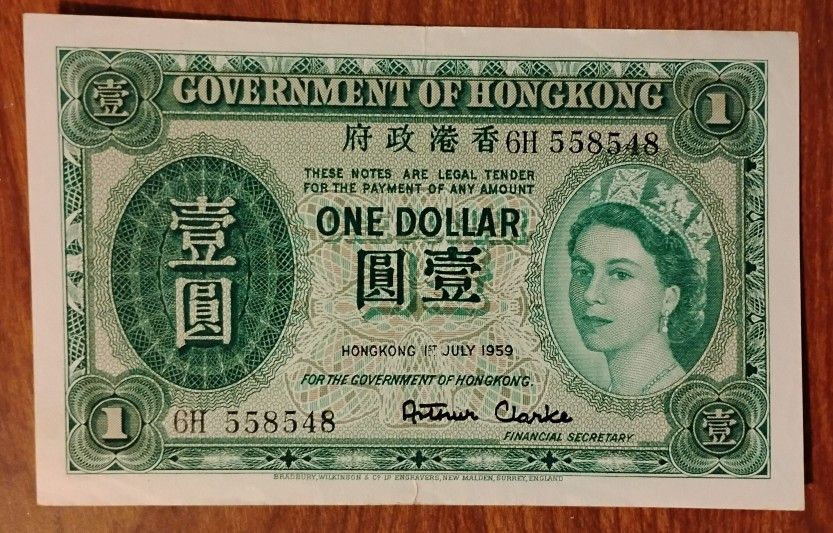 壹 GOVERNMENT OF HONGKONG 1
府政港香 6H 558548
THESE NOTES ARE LEGAL TENDER
FOR THE PAYMENT OF ANY AMOUNT
ONE DOLLAR
壹圓
圓壹
HONGKONG 1ST JULY 1959
FOR THE GOVERNMENT OF HONGKONG.
1 6H 558548
Arthur Clarke
FINANCIAL SECRETARY
壹
BRADBURY, WILKINSON & Cº Lᴰ ENGRAVERS, NEW MALDEN, SURREY, ENGLAND